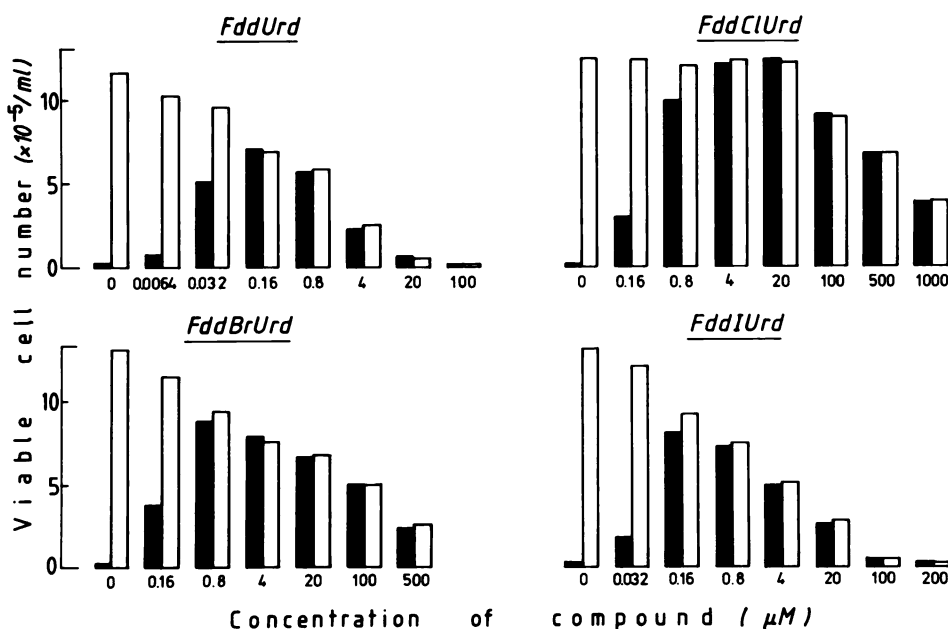 FddUrd
FddClUrd
Viable cell number (×10⁻⁵/ml)
10
5
0
0 0.0064 0.032 0.16 0.8 4 20 100
0 0.16 0.8 4 20 100 500 1000
FddBrUrd
FddIUrd
10
5
0
0 0.16 0.8 4 20 100 500
0 0.032 0.16 0.8 4 20 100 200
Concentration of compound (μM)